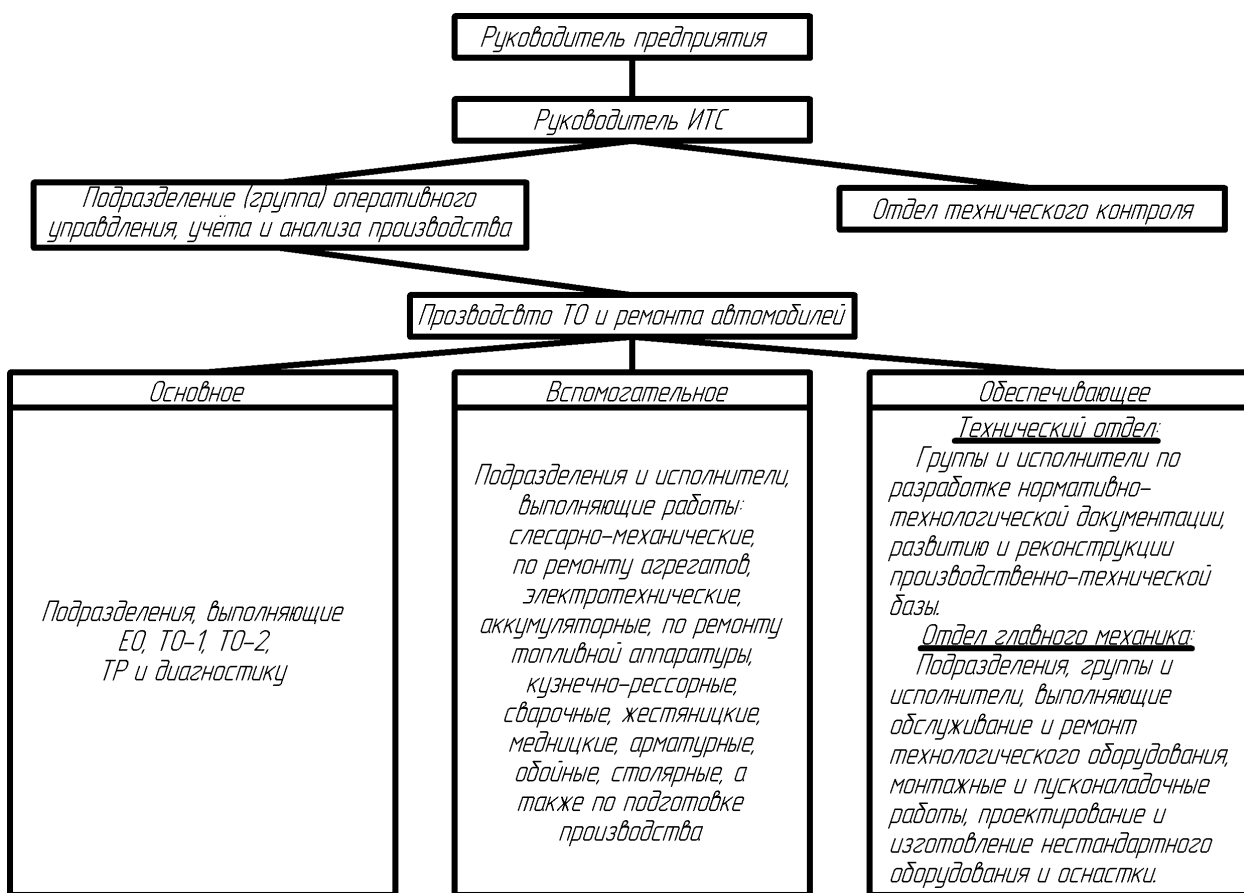 Руководитель предприятия
Руководитель ИТС
Подразделение (группа) оперативного
управдления, учёта и анализа производства
Отдел технического контроля
Прозводсвта ТО и ремонта автомобилей
Основное
Подразделения, выполняющие
ЕО, ТО-1, ТО-2,
ТР и диагностику
Вспомогательное
Подразделения и исполнители,
выполняющие работы:
слесарно-механические,
по ремонту агрегатов,
электротехнические,
аккумуляторные, по ремонту
топливной аппаратуры,
кузнечно-рессорные,
сварочные, жестяницкие,
медницкие, арматурные,
обойные, столярные, а
также по подготовке
производства
Обеспечивающее
Технический отдел:
Группы и исполнители по
разработке нормативно-
технологической документации,
развитию и реконструкции
производственно-технической
базы.
Отдел главного механика:
Подразделения, группы и
исполнители, выполняющие
обслуживание и ремонт
технологического оборудования,
монтажные и пусконаладочные
работы, проектирование и
изготовление нестандартного
оборудования и оснастки.